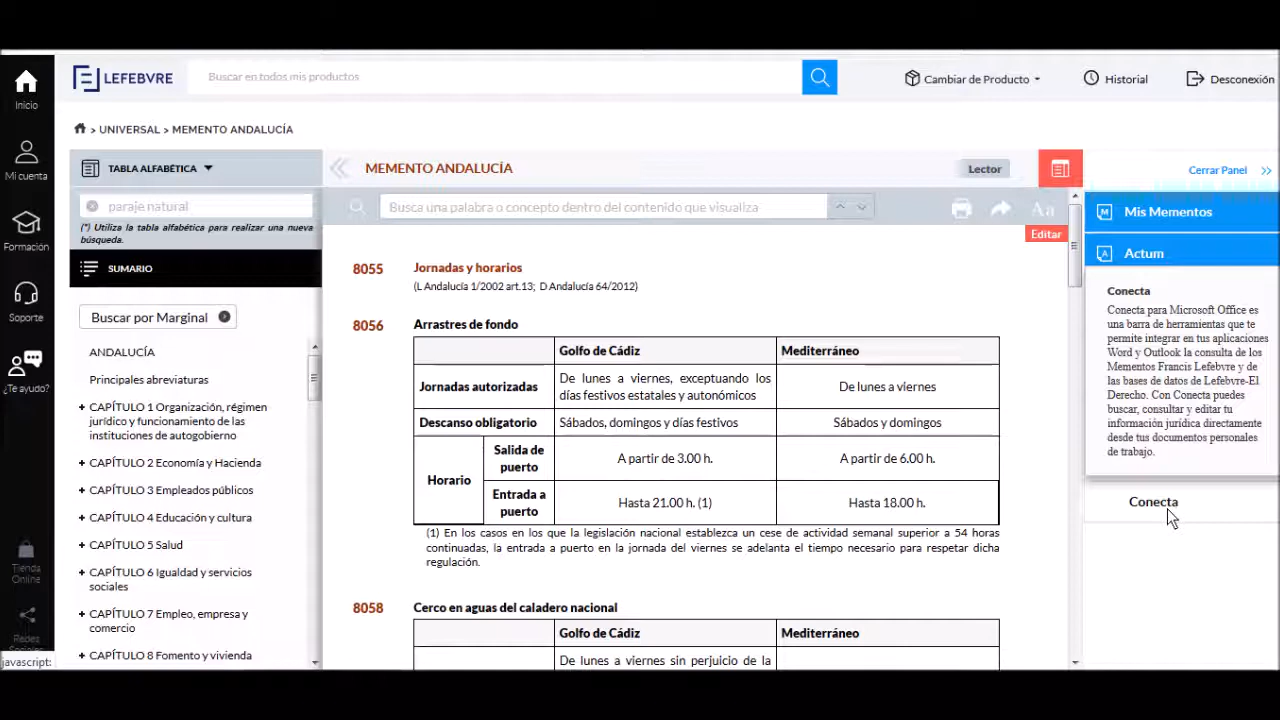 LEFEBVRE
Buscar en todos mis productos
Cambiar de Producto
Historial
Desconexión
Inicio
Mi cuenta
Formación
Soporte
¿Te ayudo?
Tienda
Online
Redes
Sociales
javascript:
> UNIVERSAL > MEMENTO ANDALUCÍA
TABLA ALFABÉTICA
paraje natural
(*) Utiliza la tabla alfabética para realizar una nueva
búsqueda.
SUMARIO
Buscar por Marginal
ANDALUCÍA
Principales abreviaturas
+ CAPÍTULO 1 Organización, régimen
jurídico y funcionamiento de las
instituciones de autogobierno
+ CAPÍTULO 2 Economía y Hacienda
+ CAPÍTULO 3 Empleados públicos
+ CAPÍTULO 4 Educación y cultura
+ CAPÍTULO 5 Salud
+ CAPÍTULO 6 Igualdad y servicios
sociales
+ CAPÍTULO 7 Empleo, empresa y
comercio
+ CAPÍTULO 8 Fomento y vivienda
MEMENTO ANDALUCÍA
Lector
Busca una palabra o concepto dentro del contenido que visualiza
Aa
Editar
8055 Jornadas y horarios
(L Andalucía 1/2002 art.13; D Andalucía 64/2012)
8056 Arrastres de fondo
Golfo de Cádiz Mediterráneo
Jornadas autorizadas De lunes a viernes, exceptuando los De lunes a viernes
días festivos estatales y autonómicos
Descanso obligatorio Sábados, domingos y días festivos Sábados y domingos
Horario Salida de puerto A partir de 3.00 h. A partir de 6.00 h.
Entrada a puerto Hasta 21.00 h. (1) Hasta 18.00 h.
(1) En los casos en los que la legislación nacional establezca un cese de actividad semanal superior a 54 horas
continuadas, la entrada a puerto en la jornada del viernes se adelanta el tiempo necesario para respetar dicha
regulación.
8058 Cerco en aguas del caladero nacional
Golfo de Cádiz Mediterráneo
De lunes a viernes sin perjuicio de la
Cerrar Panel >>
Mis Mementos
Actum
Conecta
Conecta para Microsoft Office es
una barra de herramientas que te
permite integrar en tus aplicaciones
Word y Outlook la consulta de los
Mementos Francis Lefebvre y de
las bases de datos de Lefebvre-El
Derecho. Con Conecta puedes
buscar, consultar y editar tu
información jurídica directamente
desde tus documentos personales
de trabajo.
Conecta